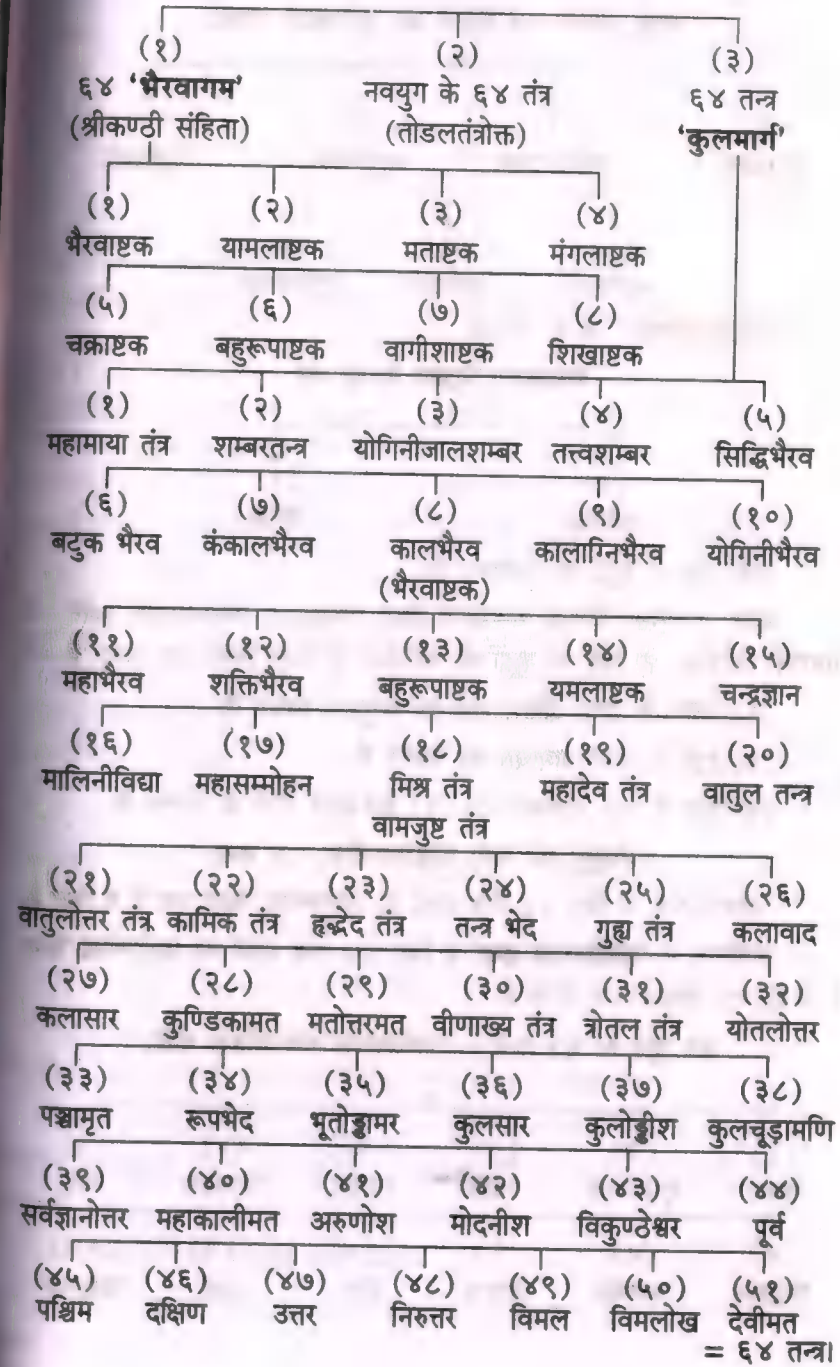 (१) (२) (३)
६४ 'भैरवागम' नवयुग के ६४ तंत्र ६४ तन्त्र
(श्रीकण्ठी संहिता) (तोडलतंत्रोक्त) 'कुलमार्ग'
(१) (२) (३) (४)
भैरवाष्टक यामलाष्टक मताष्टक मंगलाष्टक
(५) (६) (७) (८)
चक्राष्टक बहुरूपाष्टक वागीशाष्टक शिखाष्टक
(१) (२) (३) (४) (५)
महामाया तंत्र शम्बरतन्त्र योगिनीजालशम्बर तत्त्वशम्बर सिद्धिभैरव
(६) (७) (८) (९) (१०)
बटुक भैरव कंकालभैरव कालभैरव कालाग्निभैरव योगिनीभैरव
(भैरवाष्टक)
(११) (१२) (१३) (१४) (१५)
महाभैरव शक्तिभैरव बहुरूपाष्टक यमलाष्टक चन्द्रज्ञान
(१६) (१७) (१८) (१९) (२०)
मालिनीविद्या महासम्मोहन मिश्र तंत्र महादेव तंत्र वातुल तन्त्र
वामजुष्ट तंत्र
(२१) (२२) (२३) (२४) (२५) (२६)
वातुलोत्तर तंत्र कामिक तंत्र हृद्भेद तंत्र तन्त्र भेद गुह्य तंत्र कलावाद
(२७) (२८) (२९) (३०) (३१) (३२)
कलासार कुण्डिकामत मतोत्तरमत वीणाख्य तंत्र त्रोतल तंत्र योतलोत्तर
(३३) (३४) (३५) (३६) (३७) (३८)
पञ्चामृत रूपभेद भूतोड्डामर कुलसार कुलोड्डीश कुलचूड़ामणि
(३९) (४०) (४१) (४२) (४३) (४४)
सर्वज्ञानोत्तर महाकालीमत अरुणोश मोदनीश विकुण्ठेश्वर पूर्व
(४५) (४६) (४७) (४८) (४९) (५०) (५१)
पश्चिम दक्षिण उत्तर निरुत्तर विमल विमलोख देवीमत
= ६४ तन्त्र।